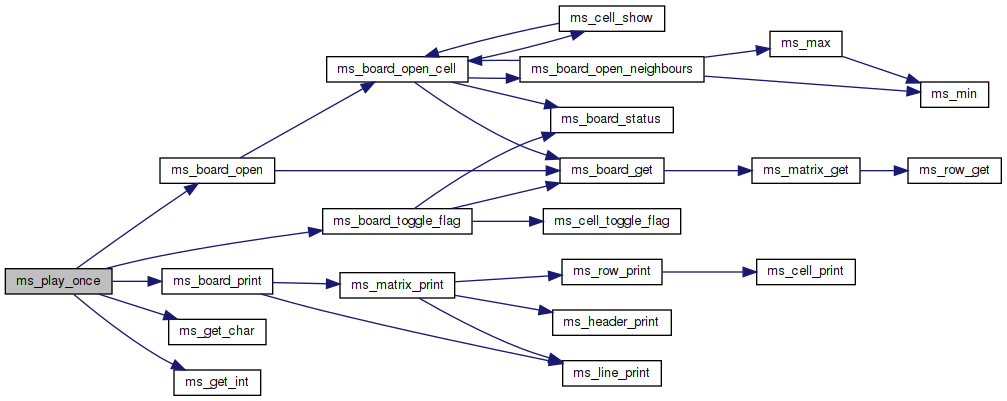 ms_cell_show
ms_max
ms_board_open_cell
ms_board_open_neighbours
ms_min
ms_board_status
ms_board_open
ms_board_get
ms_matrix_get
ms_row_get
ms_board_toggle_flag
ms_cell_toggle_flag
ms_play_once
ms_board_print
ms_matrix_print
ms_row_print
ms_cell_print
ms_get_char
ms_header_print
ms_get_int
ms_line_print